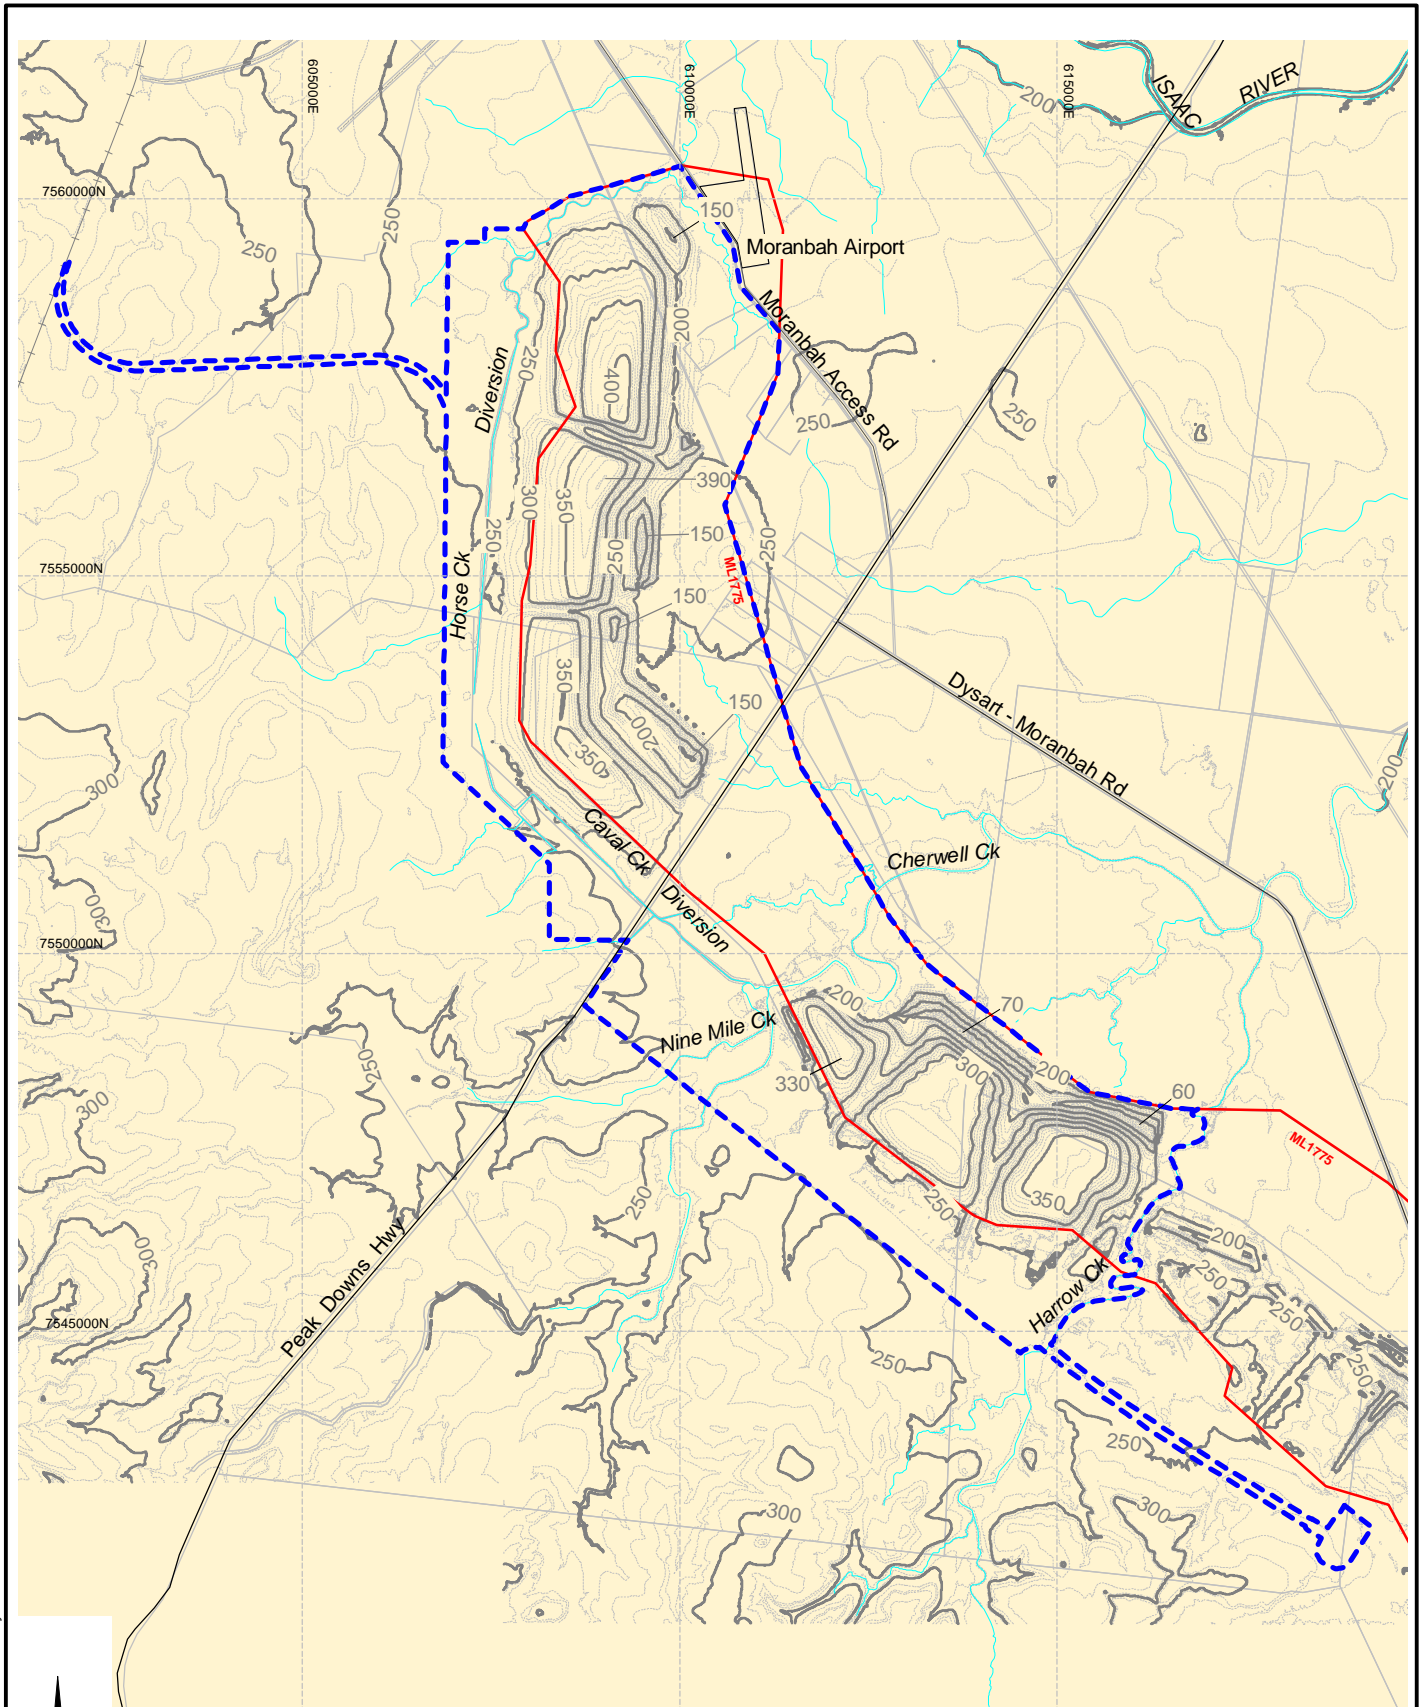 605000E
610000E
615000E
ISAAC
RIVER
200
7560000N
250
250
150
Moranbah Airport
200
250
400
Diversion
Moranbah Access Rd
250
250
390
300
350
250
150
250
250
ML1775
7555000N
Horse Ck
150
350
200
150
350
Dysart - Moranbah Rd
200
300
Caval Ck
Diversion
Cherwell Ck
300
7550000N
200
70
Nine Mile Ck
330
300
200
60
250
300
ML1775
250
250
350
200
300
Peak Downs Hwy
Harrow Ck
250
250
7545000N
250
250
250
300
300